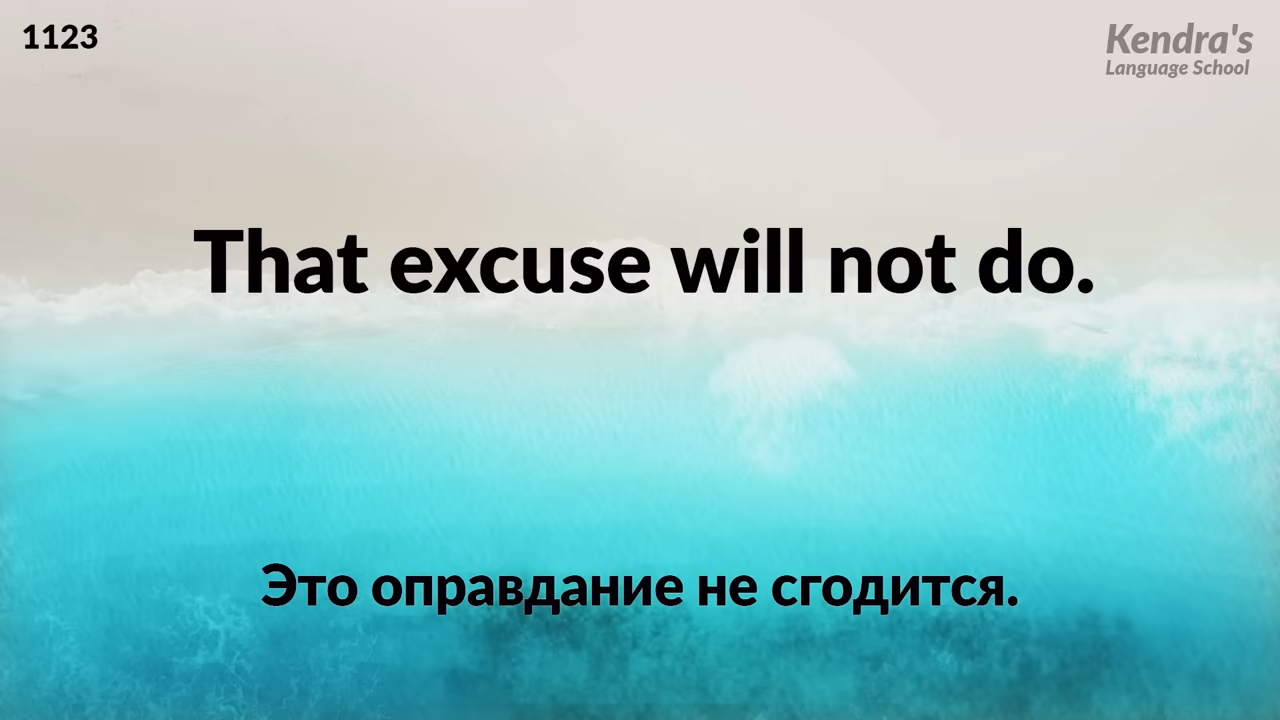 1123
Kendra's
Language School
That excuse will not do.
Это оправдание не сгодится.